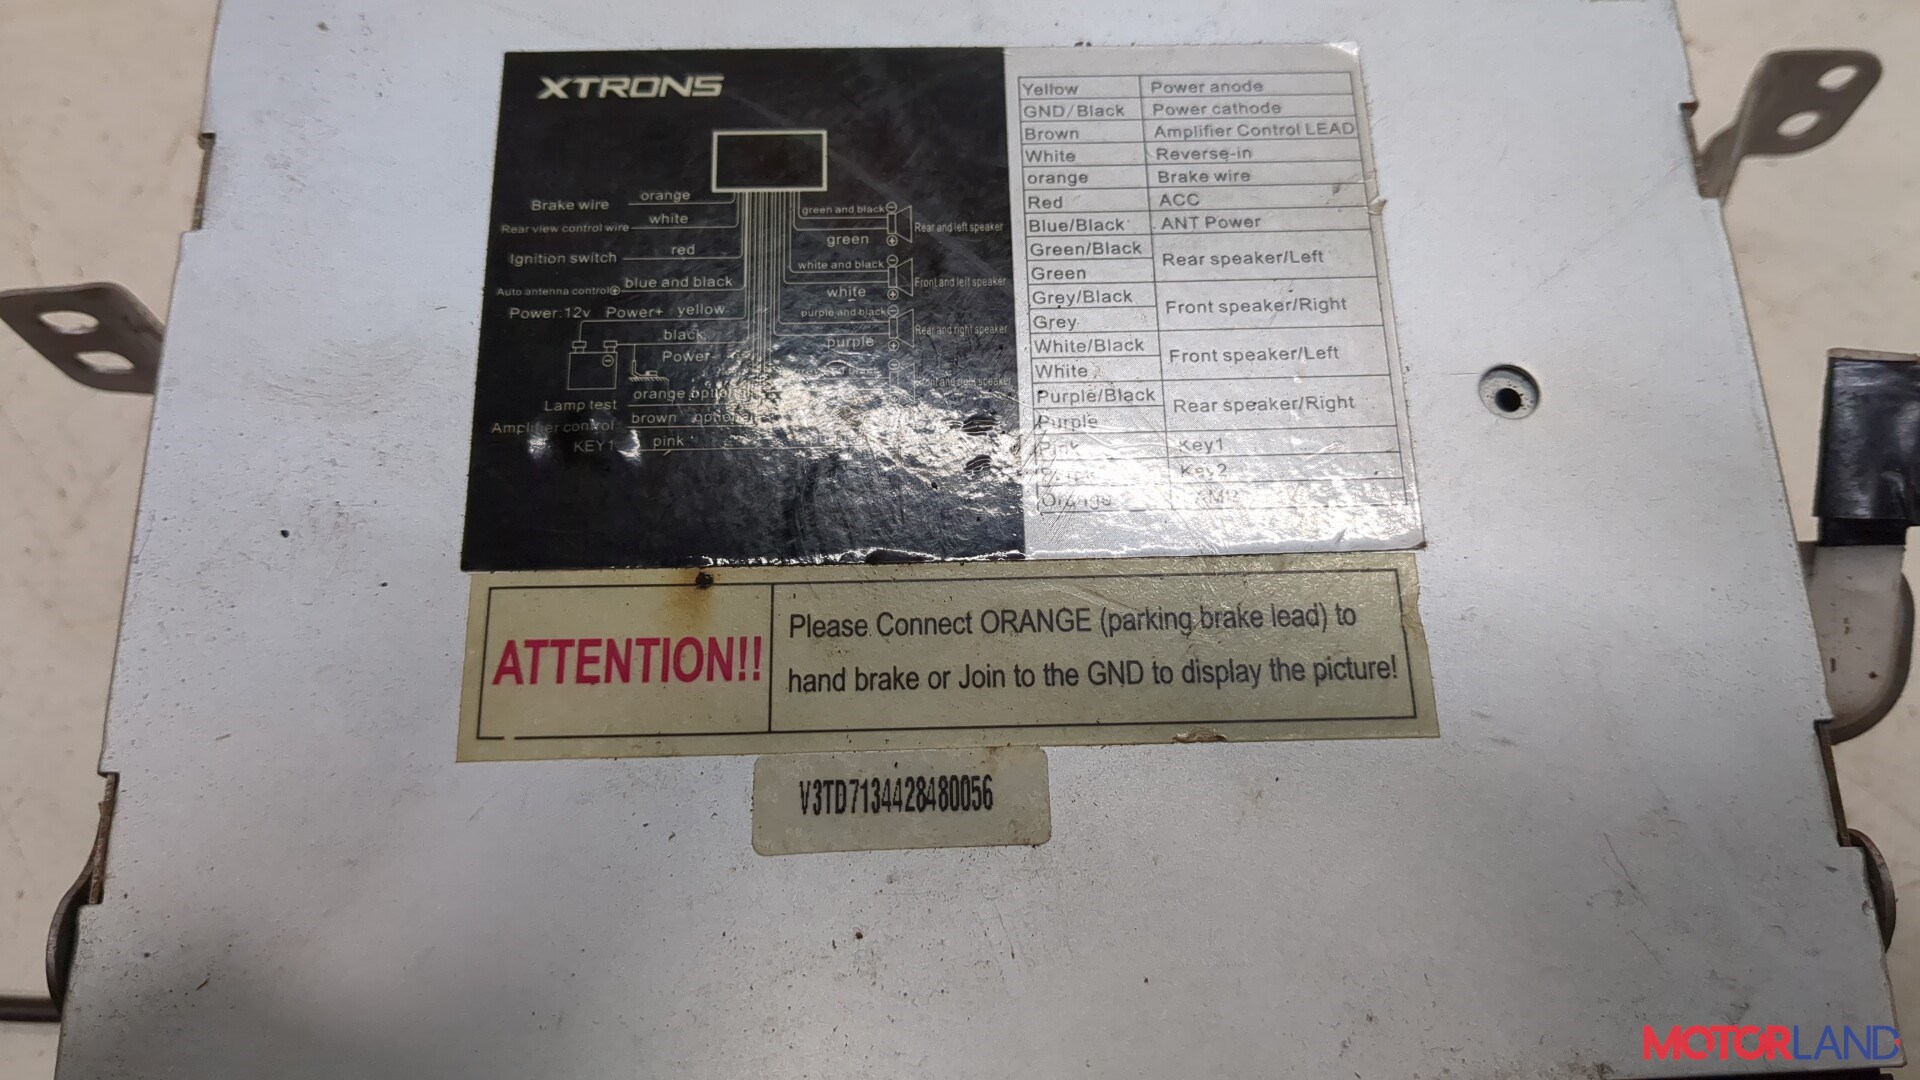 XTRONS
Brake wire orange
Rear view control wire white
Ignition switch red
Auto antenna control blue and black
Power:12v Power+ yellow
black
Power-
Lamp test orange
Amplifier control brown
KEY1 pink
green and black
green
Rear and left speaker
white and black
white
Front and left speaker
purple and black
purple
Rear and right speaker
Yellow Power anode
GND/Black Power cathode
Brown Amplifier Control LEAD
White Reverse-in
orange Brake wire
Red ACC
Blue/Black ANT Power
Green/Black
Green
Rear speaker/Left
Grey/Black
Grey
Front speaker/Right
White/Black
White
Front speaker/Left
Purple/Black
Purple
Rear speaker/Right
Pink Key1
Key2
Orange
ATTENTION!!
Please Connect ORANGE (parking brake lead) to
hand brake or Join to the GND to display the picture!
V3TD7134428480056
MOTORLAND